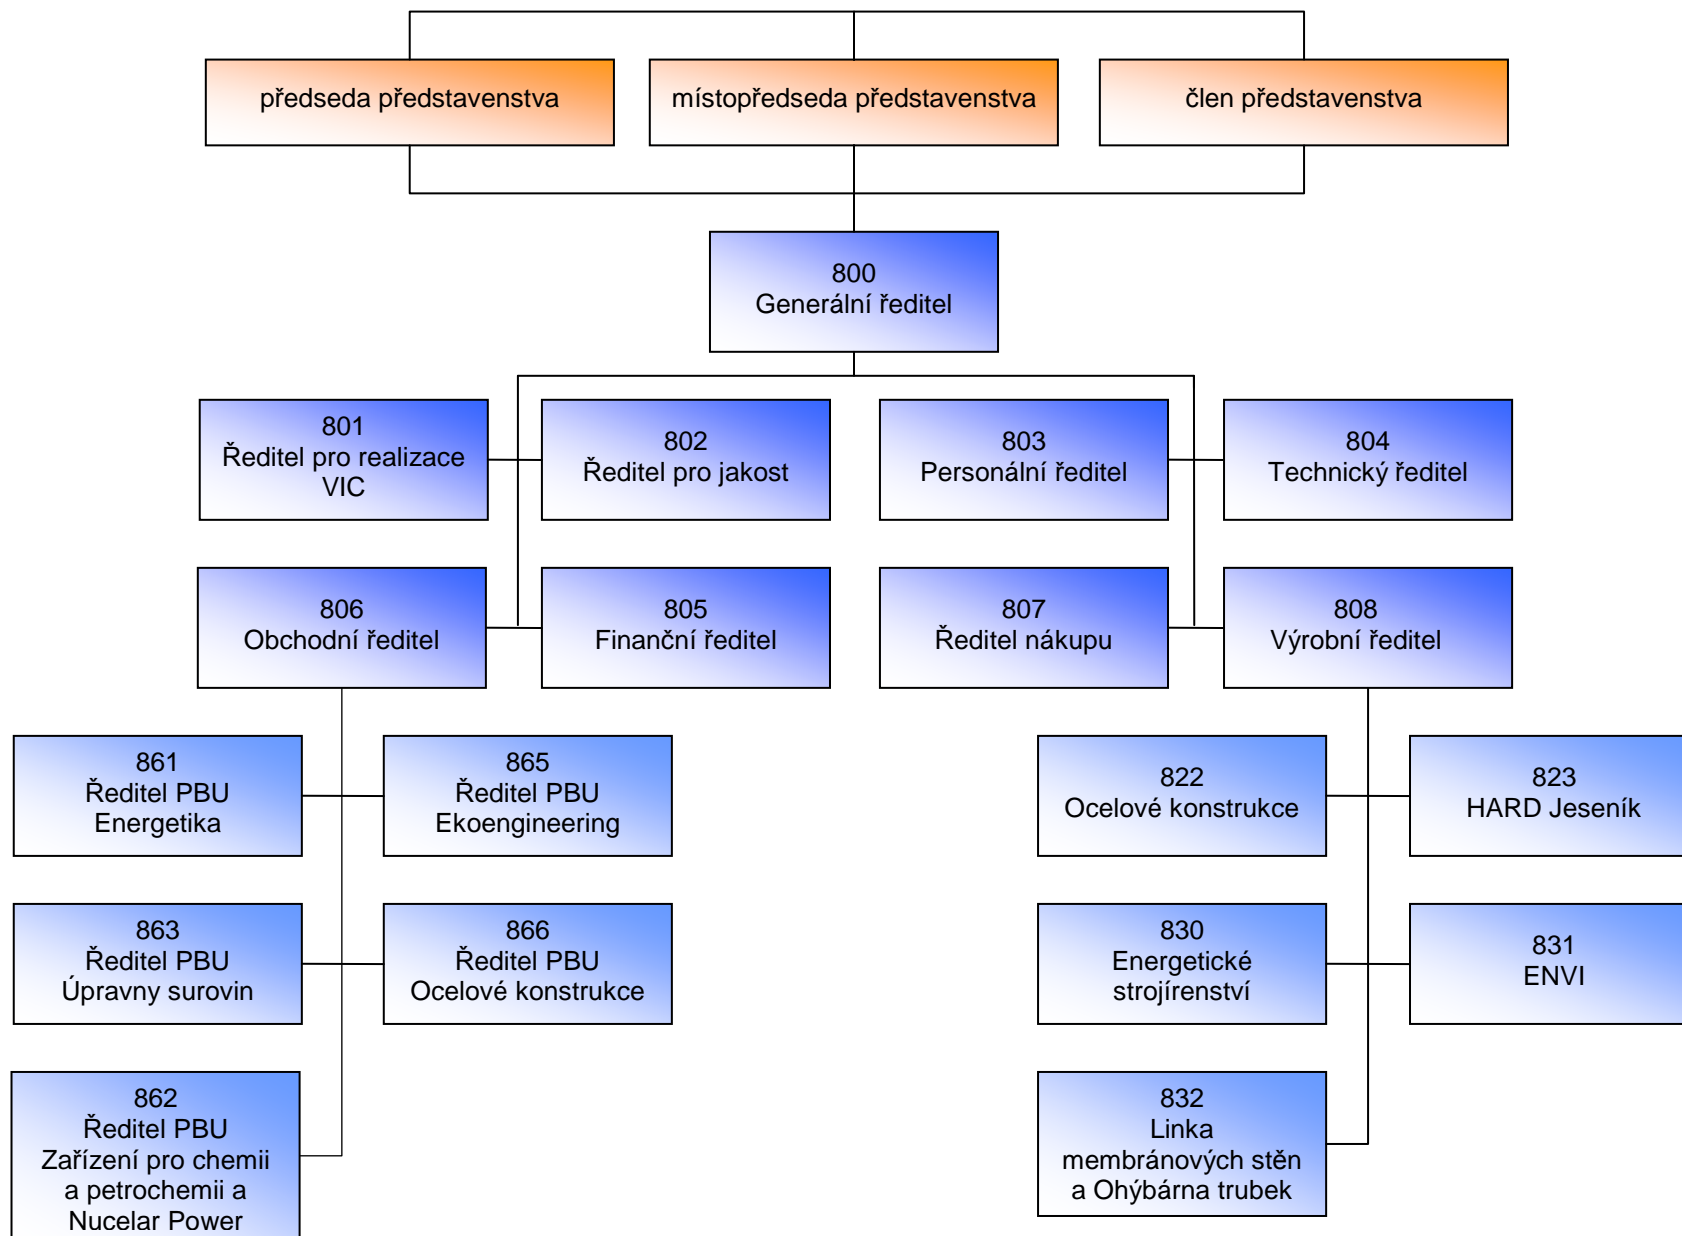 předseda představenstva
místopředseda představenstva
člen představenstva
800
Generální ředitel
801
Ředitel pro realizace
VIC
802
Ředitel pro jakost
803
Personální ředitel
804
Technický ředitel
806
Obchodní ředitel
805
Finanční ředitel
807
Ředitel nákupu
808
Výrobní ředitel
861
Ředitel PBU
Energetika
865
Ředitel PBU
Ekoengineering
822
Ocelové konstrukce
823
HARD Jeseník
863
Ředitel PBU
Úpravny surovin
866
Ředitel PBU
Ocelové konstrukce
830
Energetické
strojírenství
831
ENVI
862
Ředitel PBU
Zařízení pro chemii
a petrochemii a
Nucelar Power
832
Linka
membránových stěn
a Ohýbárna trubek